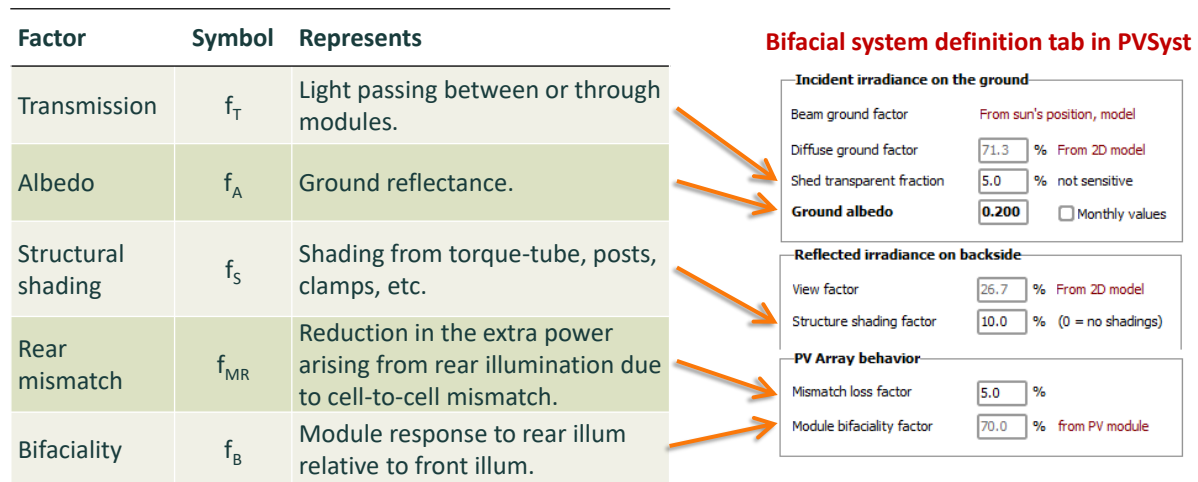 Factor Symbol Represents
Transmission f_T Light passing between or through
modules.
Albedo f_A Ground reflectance.
Structural
shading f_S Shading from torque-tube, posts,
clamps, etc.
Rear
mismatch f_MR Reduction in the extra power
arising from rear illumination due
to cell-to-cell mismatch.
Bifaciality f_B Module response to rear illum
relative to front illum.
Bifacial system definition tab in PVSyst
Incident irradiance on the ground
Beam ground factor From sun's position, model
Diffuse ground factor 71.3 % From 2D model
Shed transparent fraction 5.0 % not sensitive
Ground albedo 0.200 Monthly values
Reflected irradiance on backside
View factor 26.7 % From 2D model
Structure shading factor 10.0 % (0 = no shadings)
PV Array behavior
Mismatch loss factor 5.0 %
Module bifaciality factor 70.0 % from PV module